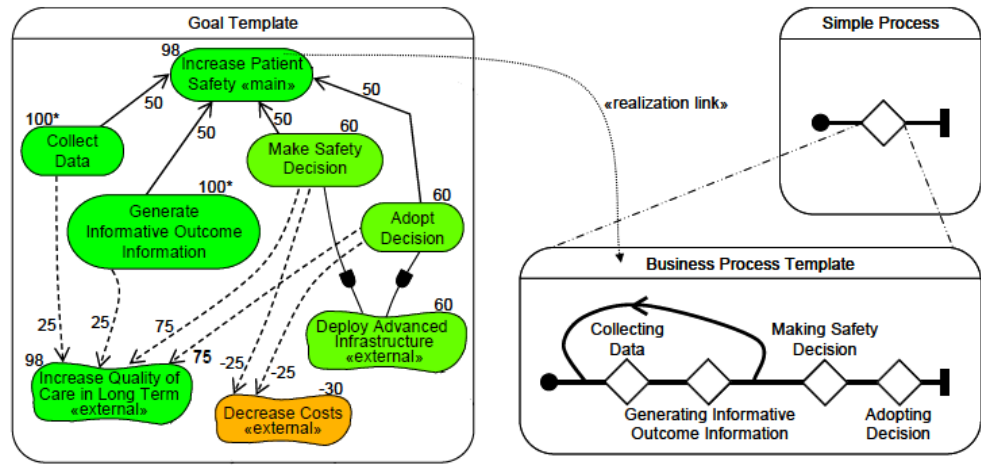 Goal Template
98
Increase Patient
Safety «main»
50
50
50
50
100*
Collect
Data
60
Make Safety
Decision
100*
Generate
Informative Outcome
Information
60
Adopt
Decision
60
Deploy Advanced
Infrastructure
«external»
25
25
75
75
-25
-25
98
Increase Quality of
Care in Long Term
«external»
-30
Decrease Costs
«external»
«realization link»
Simple Process
Business Process Template
Collecting
Data
Making Safety
Decision
Generating Informative
Outcome Information
Adopting
Decision